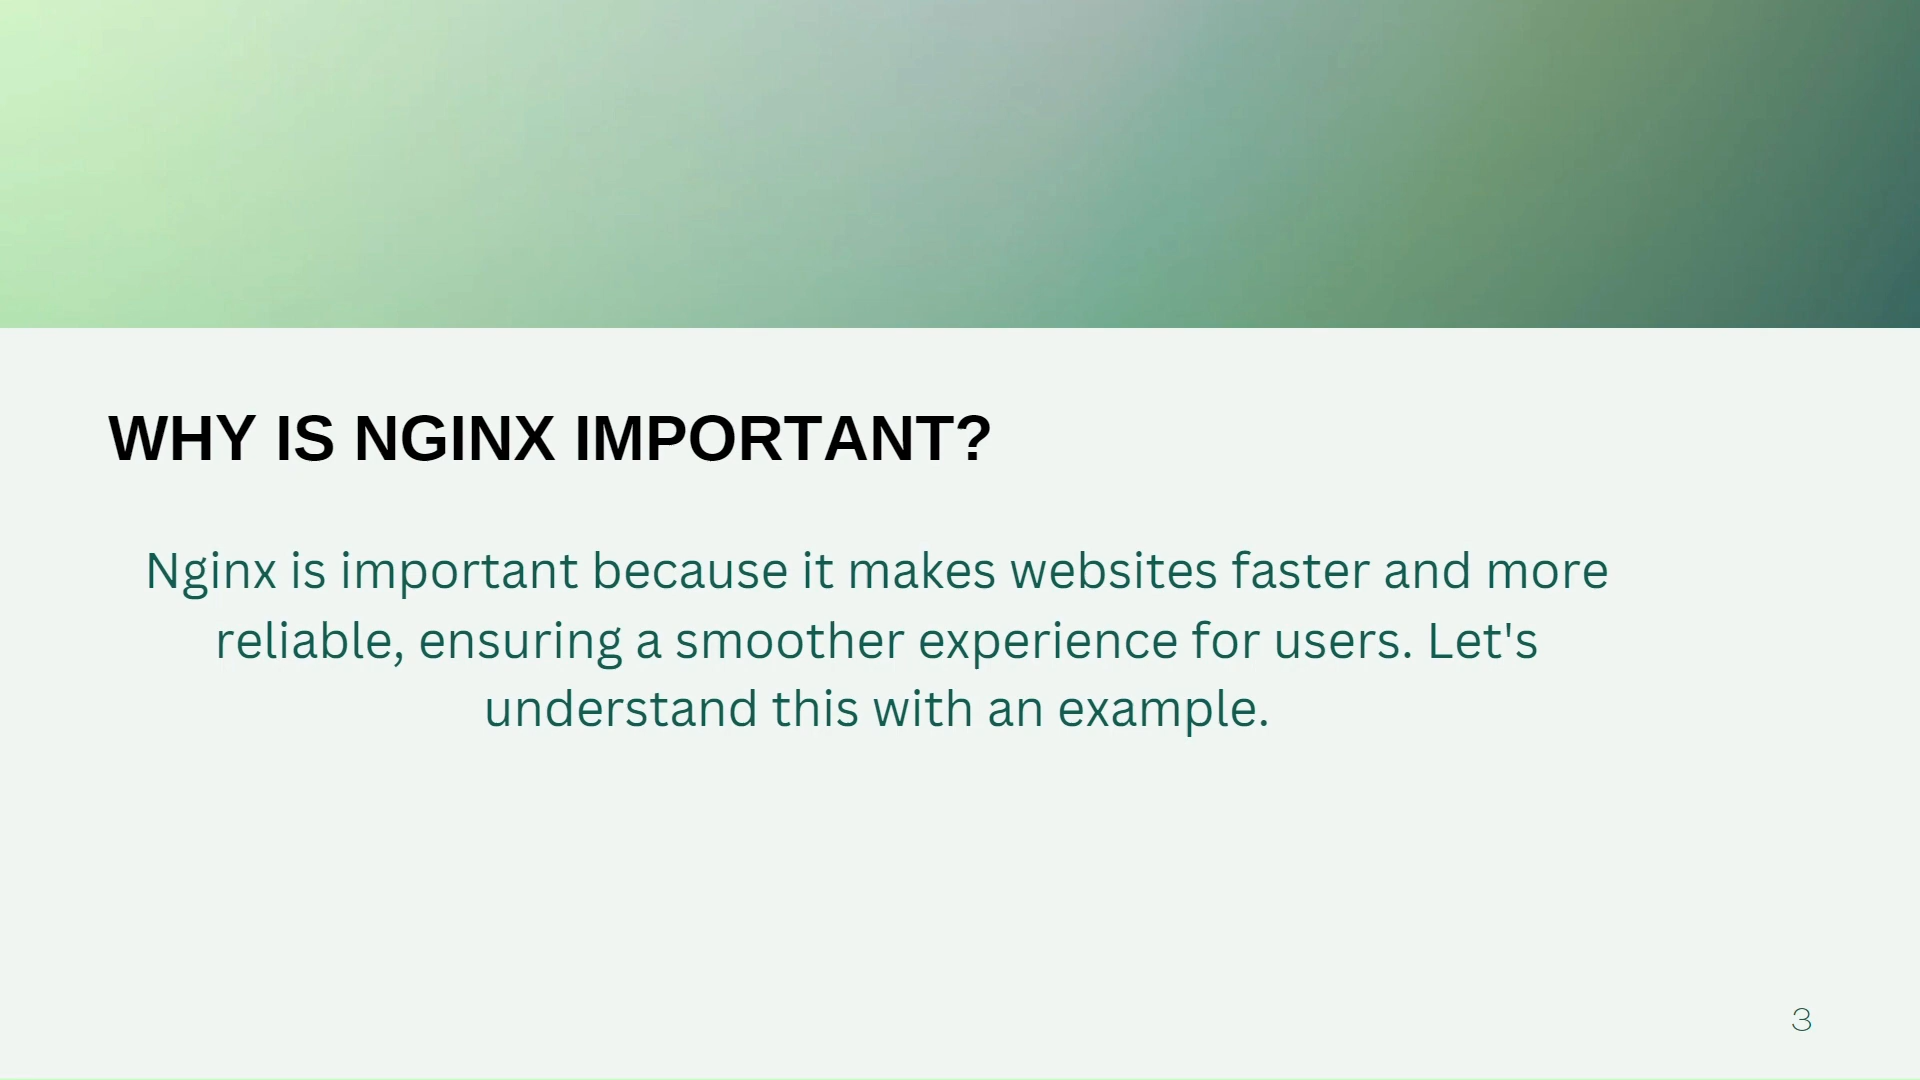 WHY IS NGINX IMPORTANT?
Nginx is important because it makes websites faster and more
reliable, ensuring a smoother experience for users. Let's
understand this with an example.
3